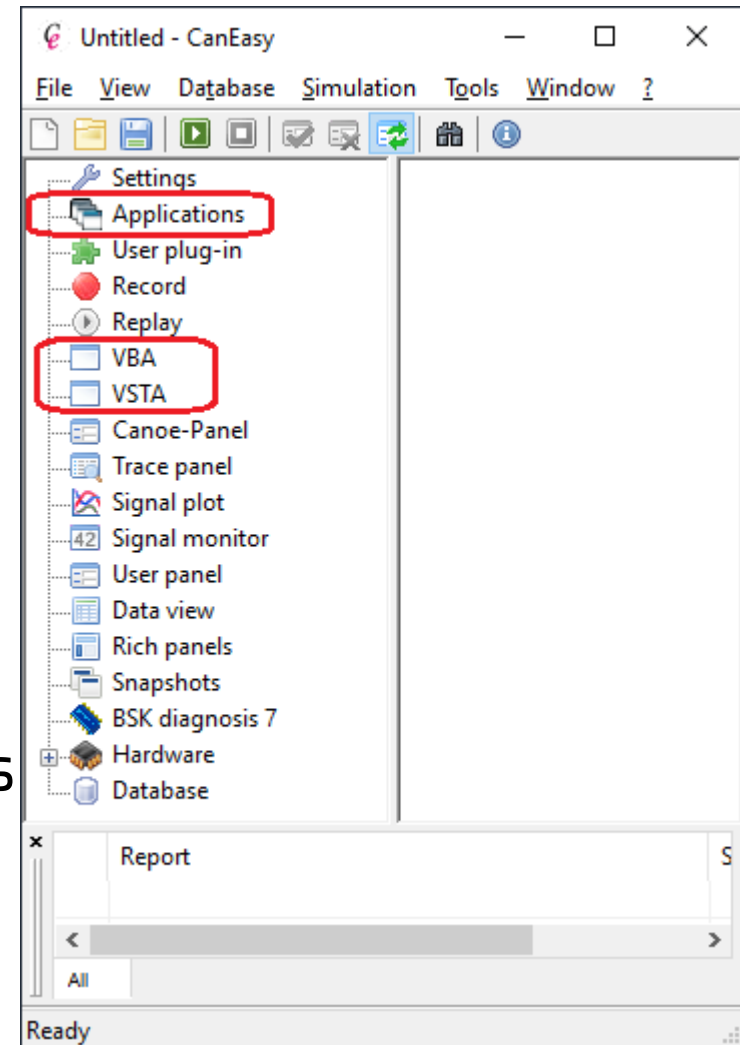 Untitled - CanEasy
File View Database Simulation Tools Window ?
Settings
Applications
User plug-in
Record
Replay
VBA
VSTA
Canoe-Panel
Trace panel
Signal plot
42 Signal monitor
User panel
Data view
Rich panels
Snapshots
BSK diagnosis 7
s
Hardware
Database
x
Report S
All
Ready